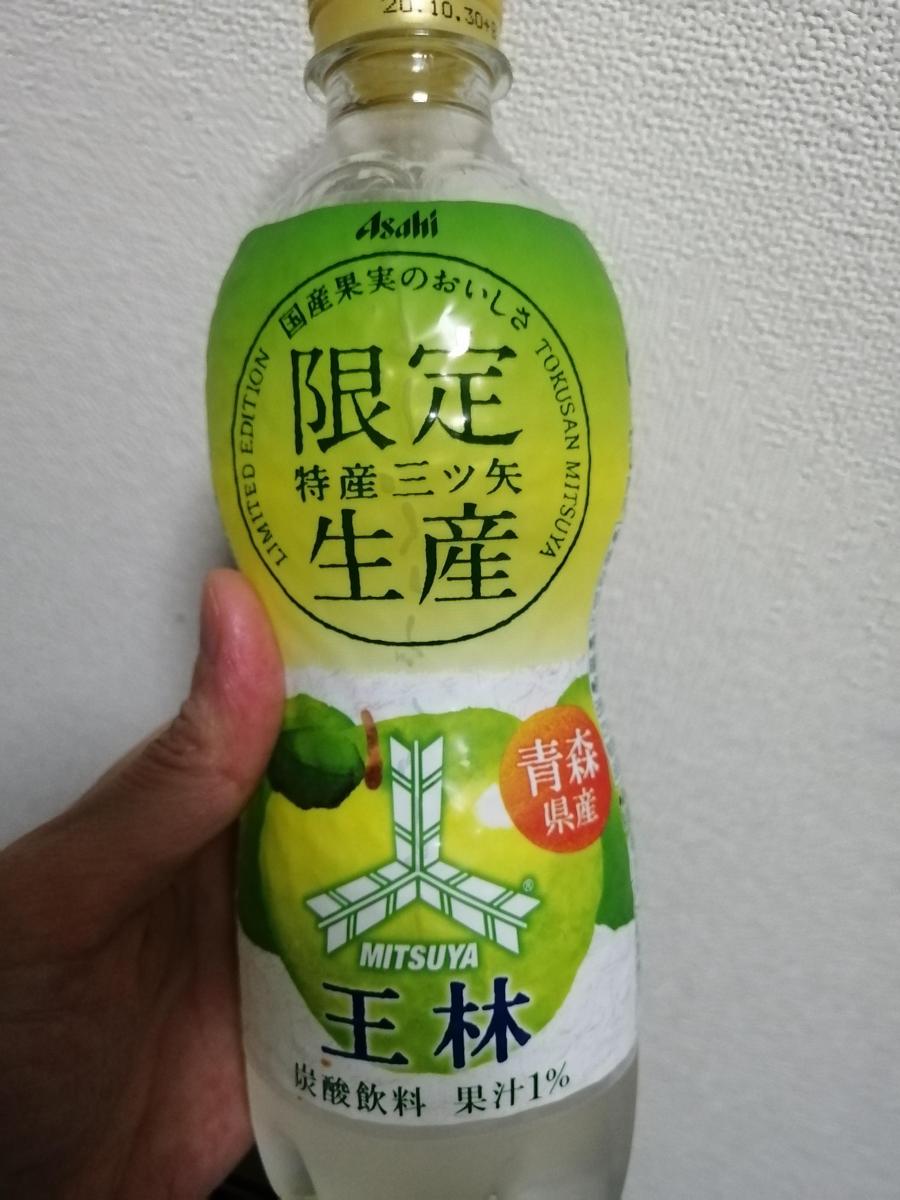 20.10.30
Asahi
国産果実のおいしさ
LIMITED EDITION
TOKUSAN MITSUYA
限定
特産三ツ矢
生産
青森
県産
®
MITSUYA
王林
炭酸飲料 果汁1%